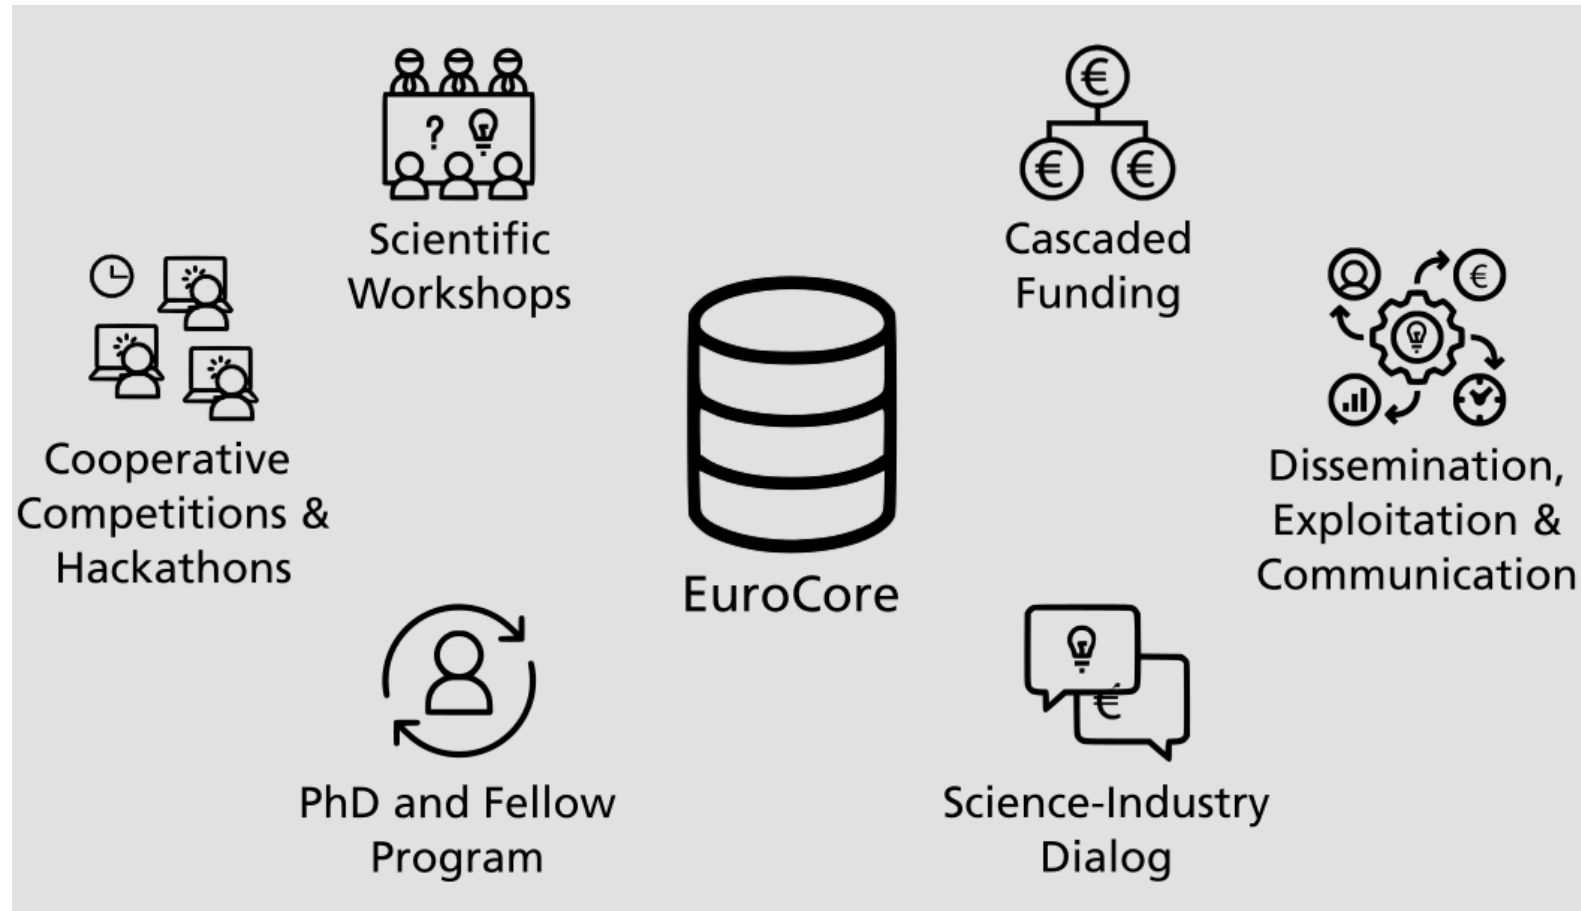 Scientific
Workshops
Cascaded
Funding
Cooperative
Competitions &
Hackathons
EuroCore
Dissemination,
Exploitation &
Communication
PhD and Fellow
Program
Science-Industry
Dialog